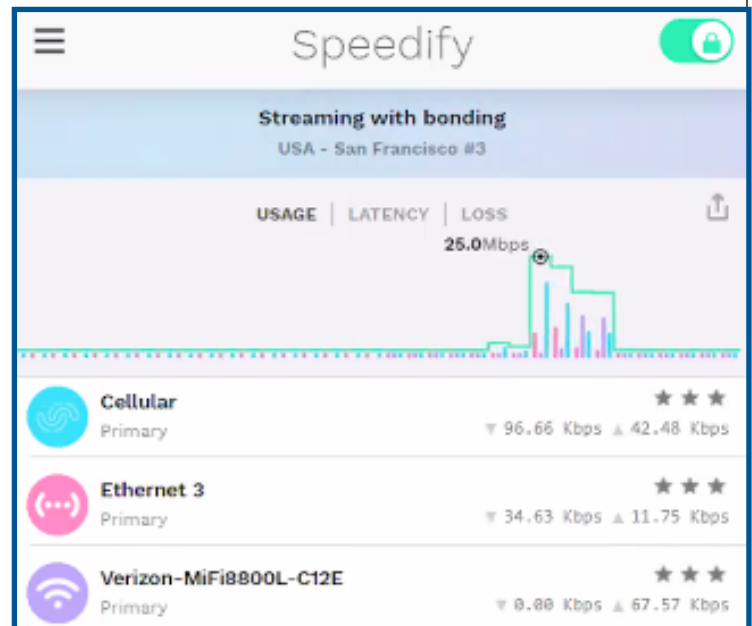 Speedify
Streaming with bonding
USA - San Francisco #3
USAGE | LATENCY | LOSS
25.0Mbps
Cellular
Primary
▼ 96.66 Kbps ▲ 42.48 Kbps
Ethernet 3
Primary
▼ 34.63 Kbps ▲ 11.75 Kbps
Verizon-MiFi8800L-C12E
Primary
▼ 0.00 Kbps ▲ 67.57 Kbps